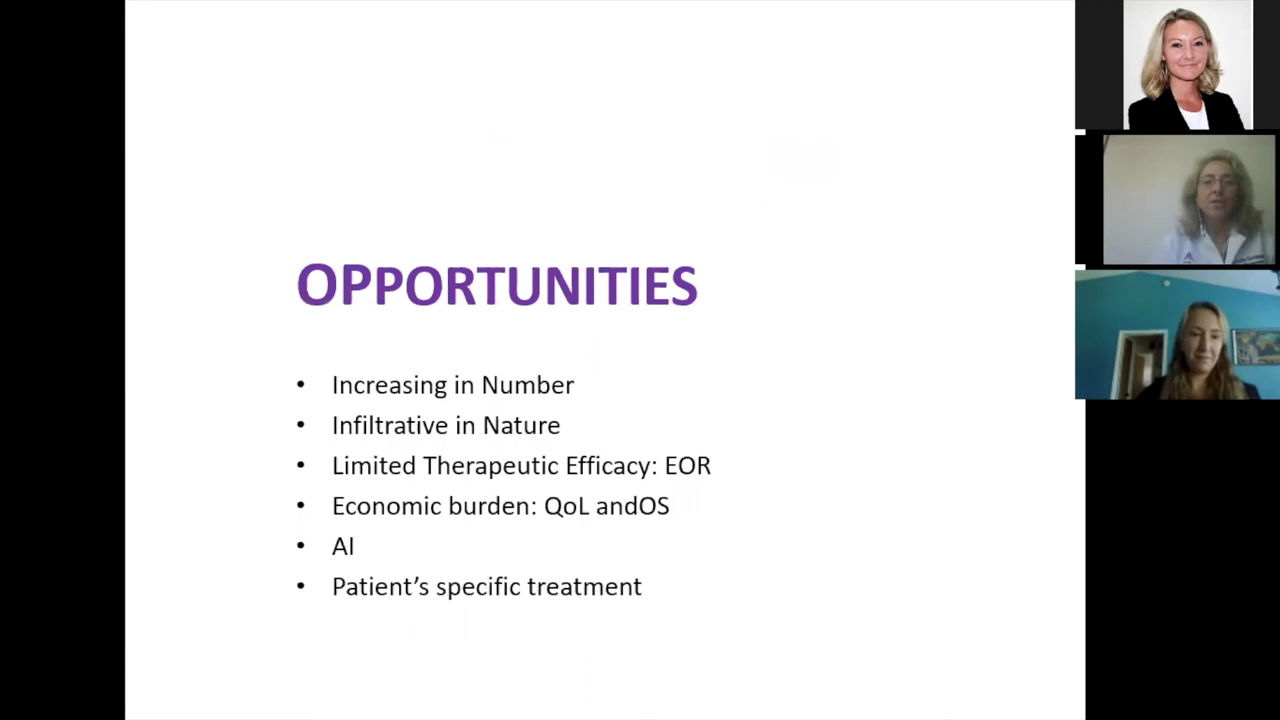 OPPORTUNITIES
• Increasing in Number
• Infiltrative in Nature
• Limited Therapeutic Efficacy: EOR
• Economic burden: QoL andOS
• AI
• Patient’s specific treatment